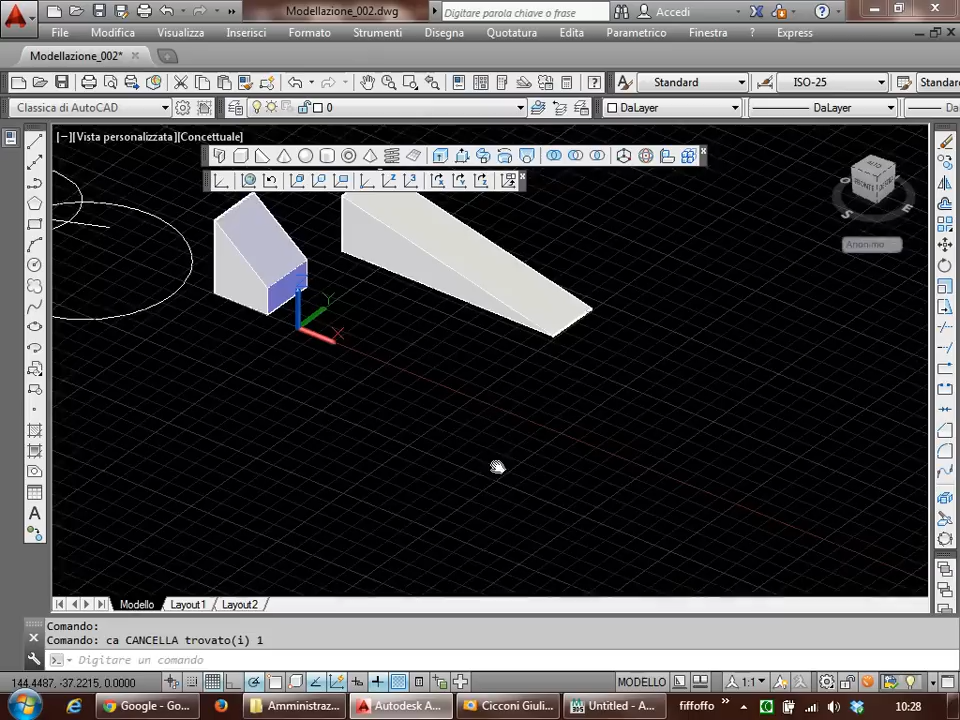 Modellazione_002.dwg
Digitare parola chiave o frase
Accedi
File
Modifica
Visualizza
Inserisci
Formato
Strumenti
Disegna
Quotatura
Edita
Parametrico
Finestra
?
Express
Modellazione_002*
Standard
ISO-25
Standard
Classica di AutoCAD
0
DaLayer
DaLayer
[−][Vista personalizzata][Concettuale]
Anonimo
Y
X
Modello
Layout1
Layout2
Comando:
Comando: ca CANCELLA trovato(i) 1
Digitare un comando
144.4487, -37.2215, 0.0000
MODELLO
1:1
Google - Go...
Amministraz...
Autodesk A...
Cicconi Giuli...
Untitled - A...
fiffoffo
10:28